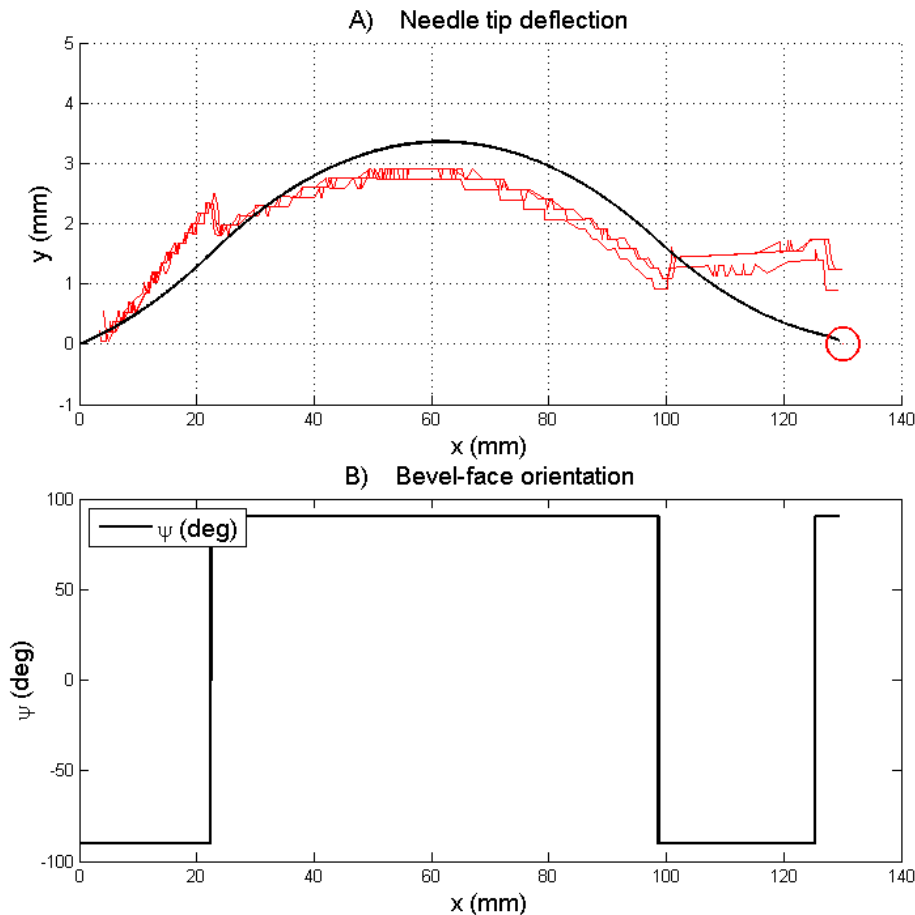 A) Needle tip deflection
5
4
3
2
1
0
-1
y (mm)
0 20 40 60 80 100 120 140
x (mm)
B) Bevel-face orientation
ψ (deg)
100
50
0
-50
-100
ψ (deg)
0 20 40 60 80 100 120 140
x (mm)